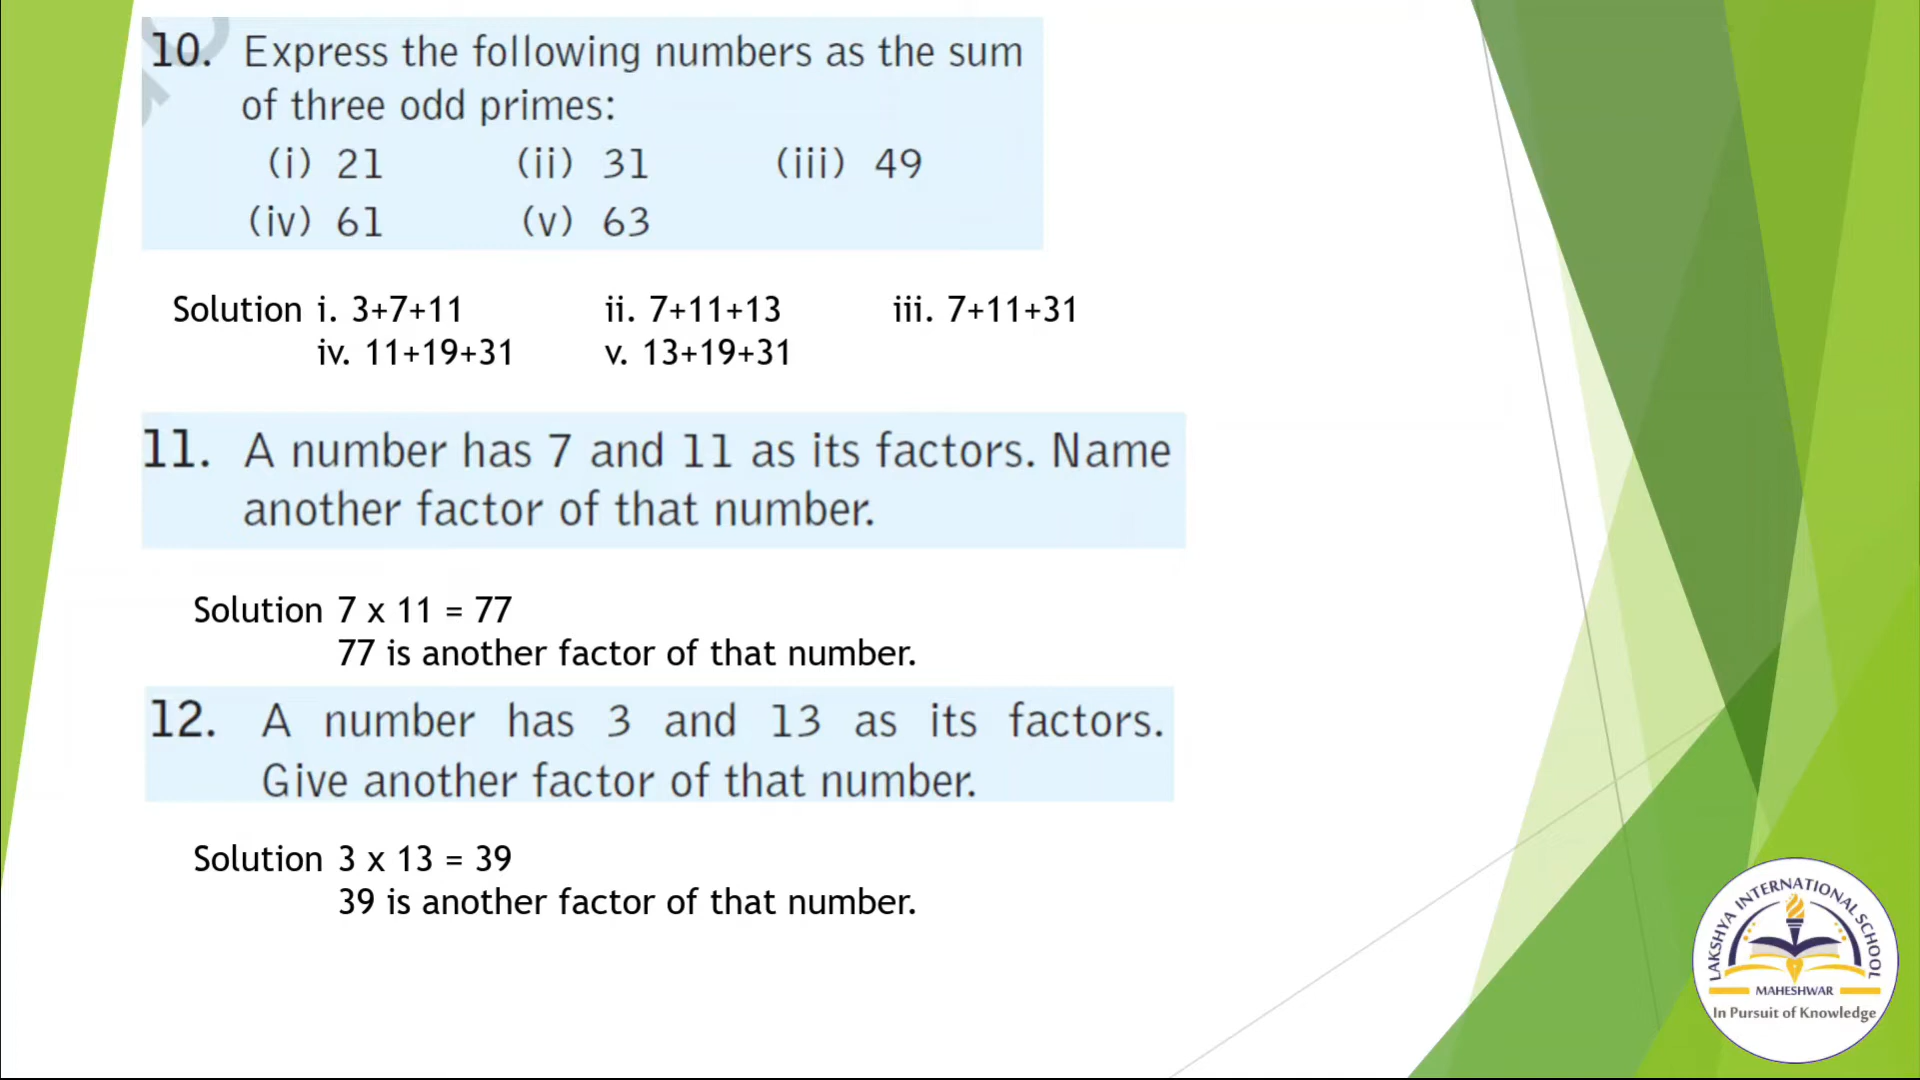 10. Express the following numbers as the sum
of three odd primes:
(i) 21 (ii) 31 (iii) 49
(iv) 61 (v) 63
Solution i. 3+7+11 ii. 7+11+13 iii. 7+11+31
iv. 11+19+31 v. 13+19+31
11. A number has 7 and 11 as its factors. Name
another factor of that number.
Solution 7 x 11 = 77
77 is another factor of that number.
12. A number has 3 and 13 as its factors.
Give another factor of that number.
Solution 3 x 13 = 39
39 is another factor of that number.
LAKSHYA INTERNATIONAL SCHOOL
MAHESHWAR
In Pursuit of Knowledge